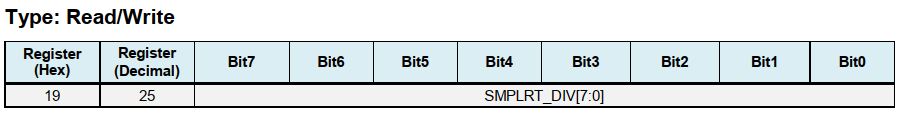 Type: Read/Write
Register (Hex) Register (Decimal) Bit7 Bit6 Bit5 Bit4 Bit3 Bit2 Bit1 Bit0
19 25 SMPLRT_DIV[7:0]